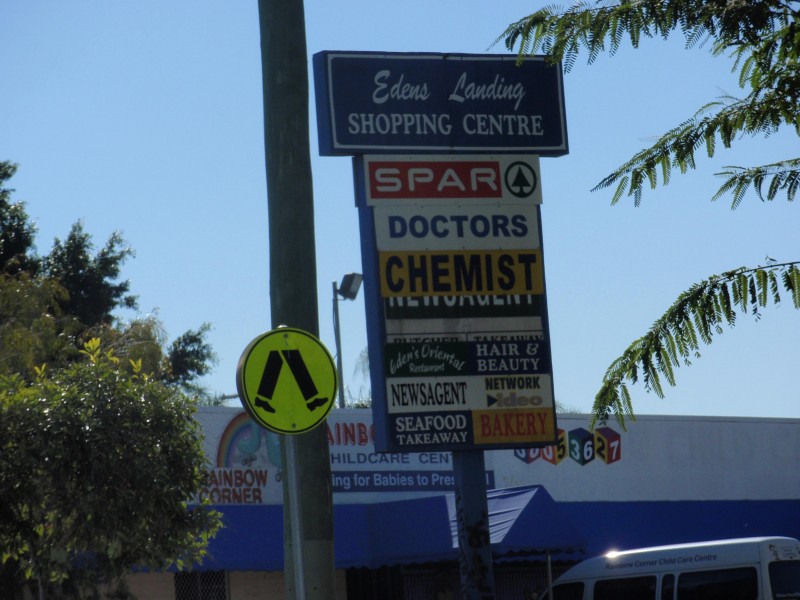 Edens Landing
SHOPPING CENTRE
SPAR
DOCTORS
CHEMIST
NEWSAGENT
TAKEAWAY
Eden's Oriental
Restaurant
HAIR &
BEAUTY
NEWSAGENT
NETWORK
Video
SEAFOOD
TAKEAWAY
BAKERY
RAINBOW
CORNER
CHILDCARE
Rainbow Corner Child Care Centre